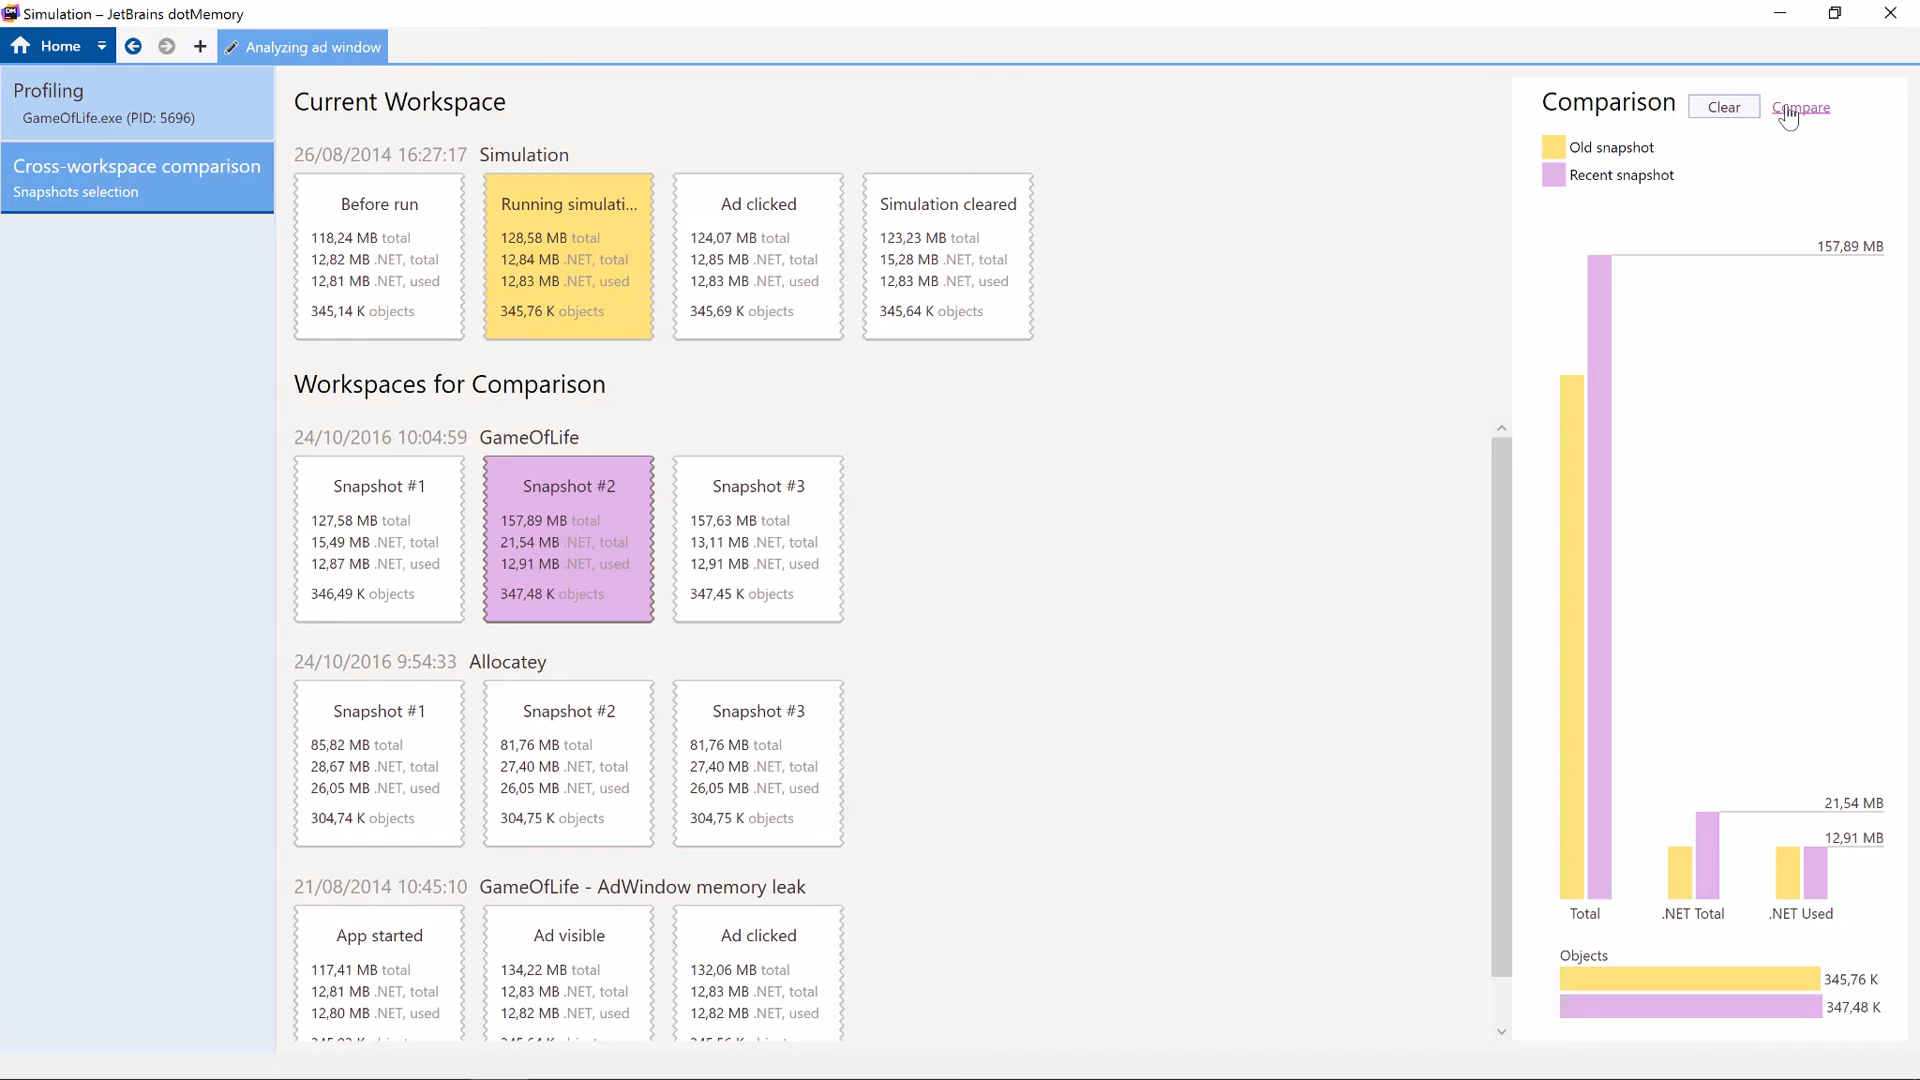 Simulation – JetBrains dotMemory
Home
Analyzing ad window
Profiling
GameOfLife.exe (PID: 5696)
Cross-workspace comparison
Snapshots selection
Current Workspace
26/08/2014 16:27:17 Simulation
Before run
118,24 MB total
12,82 MB .NET, total
12,81 MB .NET, used
345,14 K objects
Running simulati...
128,58 MB total
12,84 MB .NET, total
12,83 MB .NET, used
345,76 K objects
Ad clicked
124,07 MB total
12,85 MB .NET, total
12,83 MB .NET, used
345,69 K objects
Simulation cleared
123,23 MB total
15,28 MB .NET, total
12,83 MB .NET, used
345,64 K objects
Workspaces for Comparison
24/10/2016 10:04:59 GameOfLife
Snapshot #1
127,58 MB total
15,49 MB .NET, total
12,87 MB .NET, used
346,49 K objects
Snapshot #2
157,89 MB total
21,54 MB .NET, total
12,91 MB .NET, used
347,48 K objects
Snapshot #3
157,63 MB total
13,11 MB .NET, total
12,91 MB .NET, used
347,45 K objects
24/10/2016 9:54:33 Allocatey
Snapshot #1
85,82 MB total
28,67 MB .NET, total
26,05 MB .NET, used
304,74 K objects
Snapshot #2
81,76 MB total
27,40 MB .NET, total
26,05 MB .NET, used
304,75 K objects
Snapshot #3
81,76 MB total
27,40 MB .NET, total
26,05 MB .NET, used
304,75 K objects
21/08/2014 10:45:10 GameOfLife - AdWindow memory leak
App started
117,41 MB total
12,81 MB .NET, total
12,80 MB .NET, used
Ad visible
134,22 MB total
12,83 MB .NET, total
12,82 MB .NET, used
Ad clicked
132,06 MB total
12,83 MB .NET, total
12,82 MB .NET, used
Comparison
Clear
Compare
Old snapshot
Recent snapshot
157,89 MB
21,54 MB
12,91 MB
Total
.NET Total
.NET Used
Objects
345,76 K
347,48 K